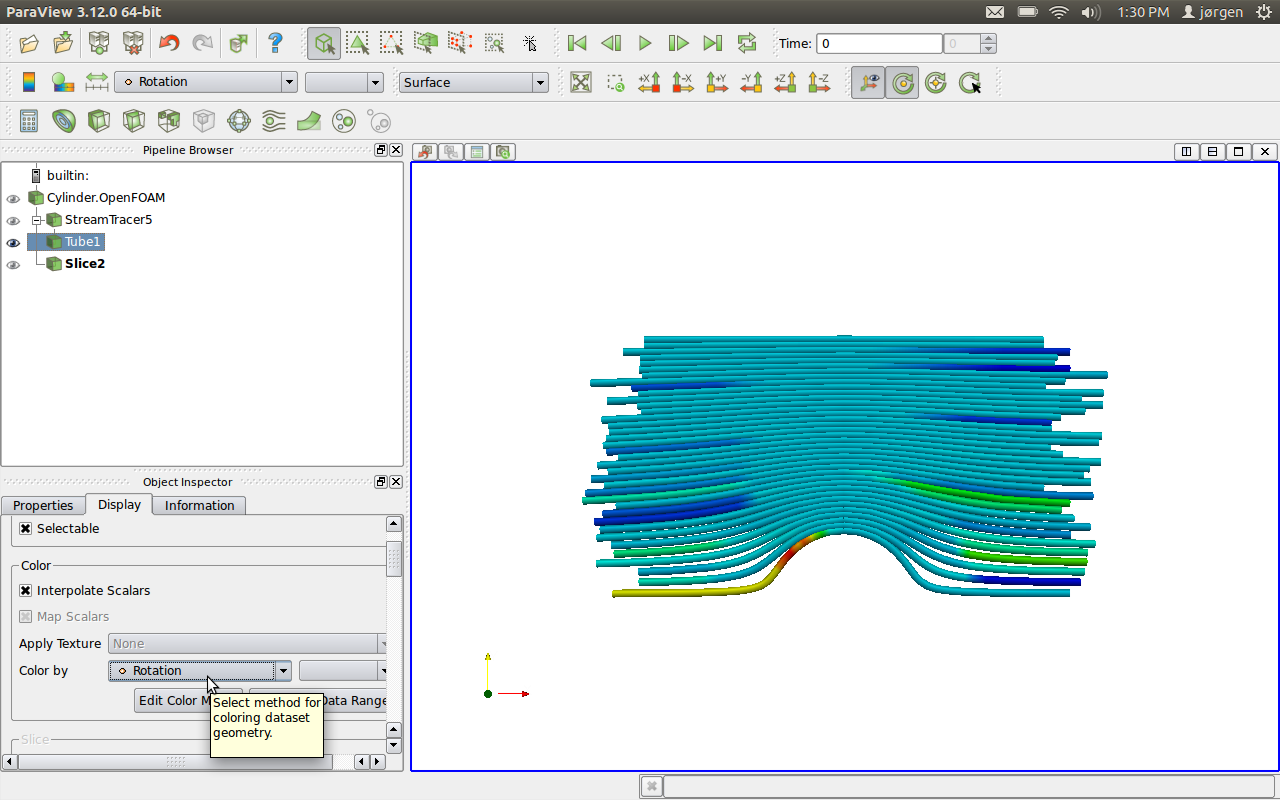 ParaView 3.12.0 64-bit
1:30 PM
jørgen
?
Time:
0
0
Rotation
Surface
+X
-X
+Y
-Y
+Z
-Z
Pipeline Browser
builtin:
Cylinder.OpenFOAM
StreamTracer5
Tube1
Slice2
Object Inspector
Properties
Display
Information
Selectable
Color
Interpolate Scalars
Map Scalars
Apply Texture
None
Color by
Rotation
Edit Color M
Data Range
Select method for
coloring dataset
geometry.
Slice